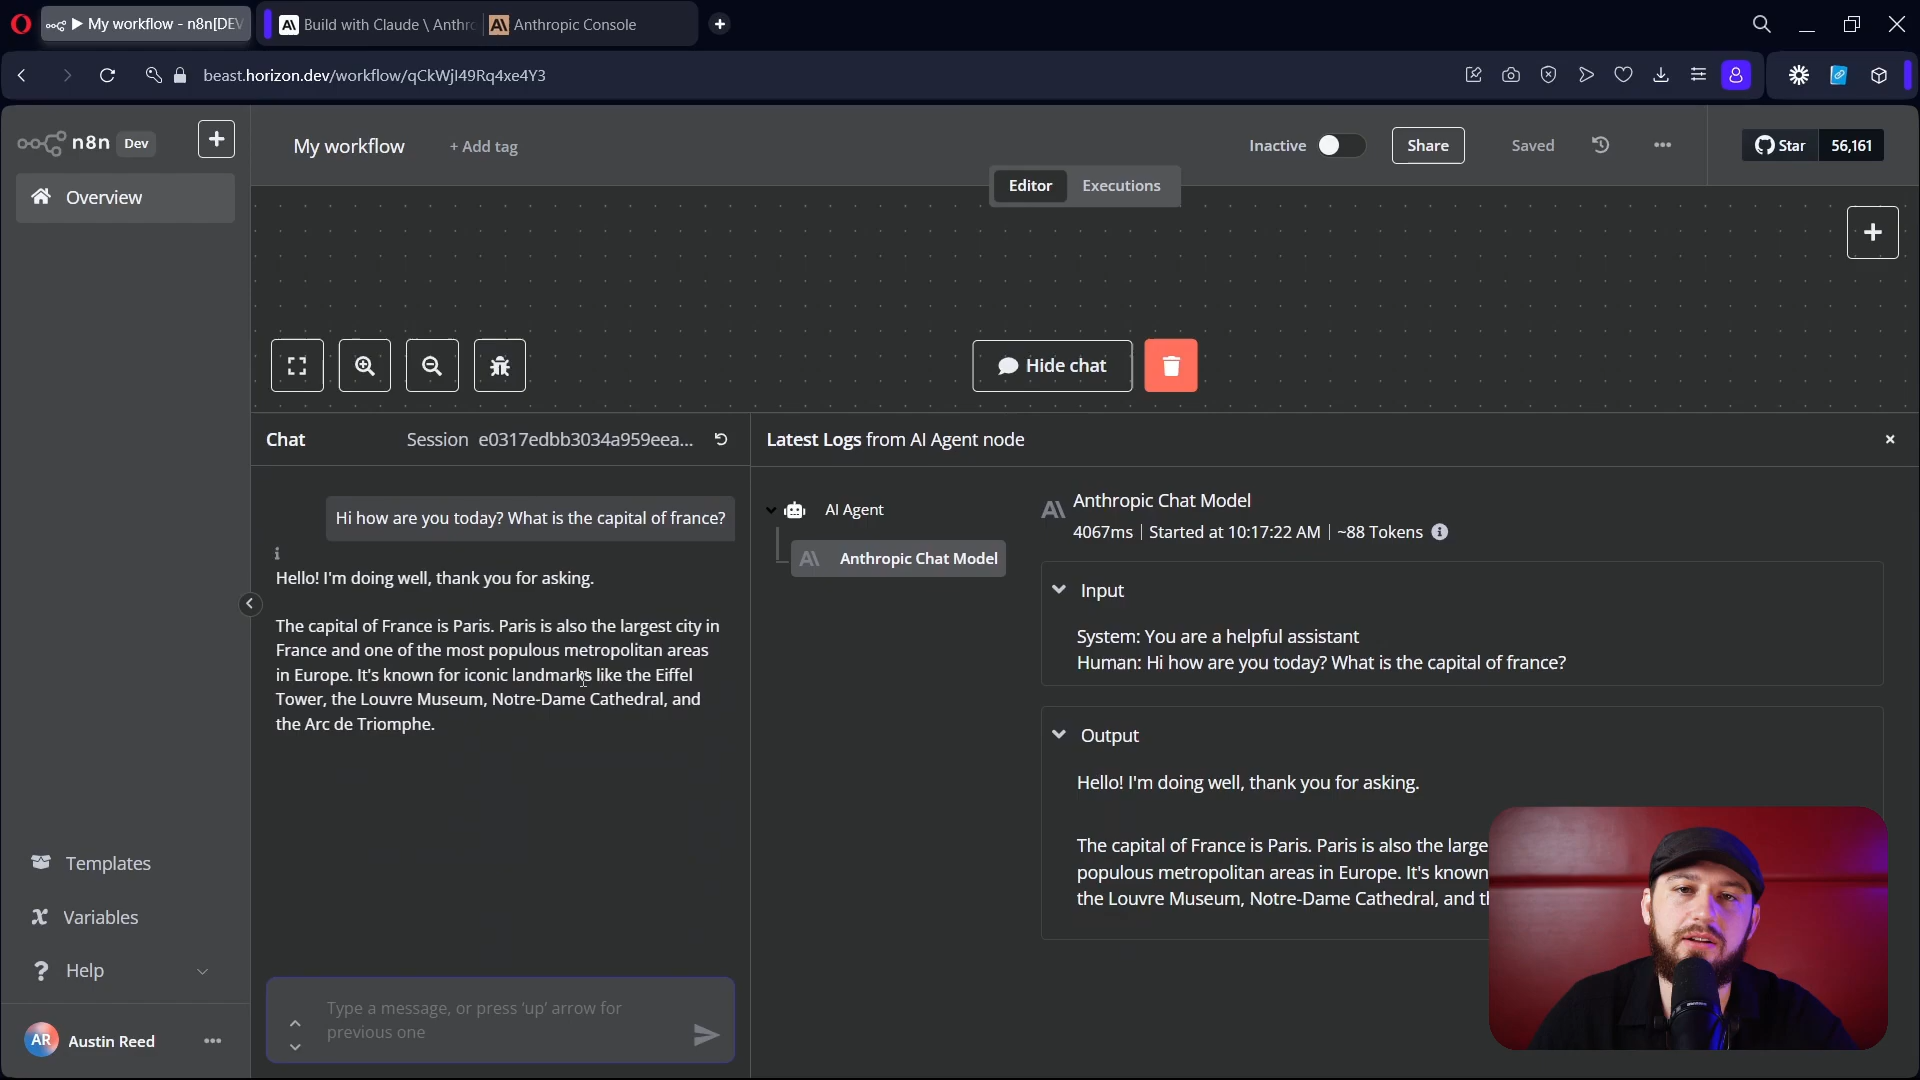 My workflow - n8n[DEV
Build with Claude \ Anthro
Anthropic Console
beast.horizon.dev/workflow/qCkWjI49Rq4xe4Y3
n8n
Dev
My workflow
+ Add tag
Inactive
Share
Saved
Star
56,161
Overview
Editor
Executions
Hide chat
Chat
Session e0317edbb3034a959eea...
Latest Logs from AI Agent node
Hi how are you today? What is the capital of france?
Hello! I'm doing well, thank you for asking.
The capital of France is Paris. Paris is also the largest city in
France and one of the most populous metropolitan areas
in Europe. It's known for iconic landmarks like the Eiffel
Tower, the Louvre Museum, Notre-Dame Cathedral, and
the Arc de Triomphe.
AI Agent
Anthropic Chat Model
Anthropic Chat Model
4067ms | Started at 10:17:22 AM | ~88 Tokens
Input
System: You are a helpful assistant
Human: Hi how are you today? What is the capital of france?
Output
Hello! I'm doing well, thank you for asking.
The capital of France is Paris. Paris is also the large
populous metropolitan areas in Europe. It's known
the Louvre Museum, Notre-Dame Cathedral, and th
Templates
Variables
Help
AR
Austin Reed
Type a message, or press 'up' arrow for
previous one